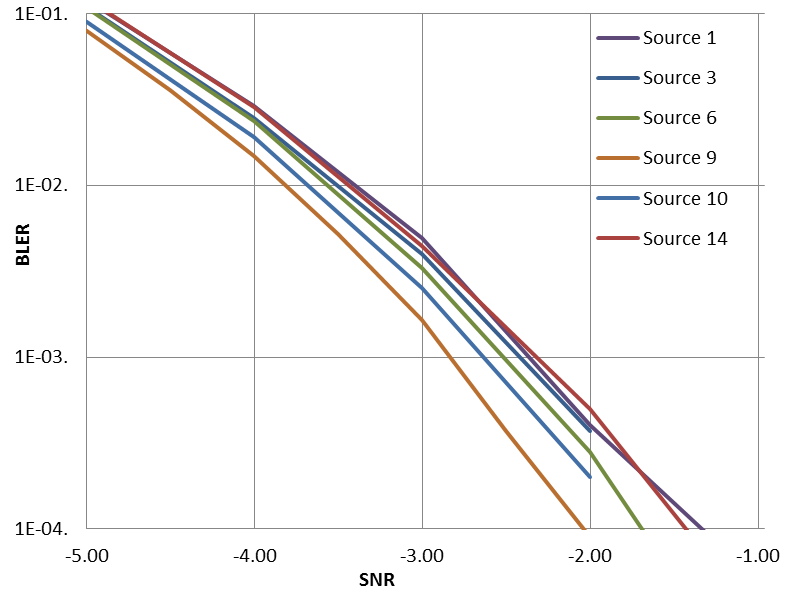 1E-01.
1E-02.
1E-03.
1E-04.
BLER
-5.00
-4.00
-3.00
-2.00
-1.00
SNR
Source 1
Source 3
Source 6
Source 9
Source 10
Source 14